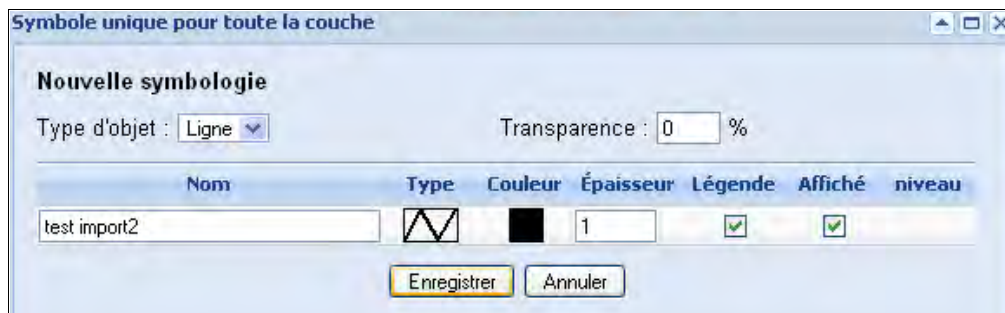 Symbole unique pour toute la couche
Nouvelle symbologie
Type d'objet : Ligne Transparence : 0 %
Nom Type Couleur Épaisseur Légende Affiché niveau
test import2 1
Enregistrer Annuler